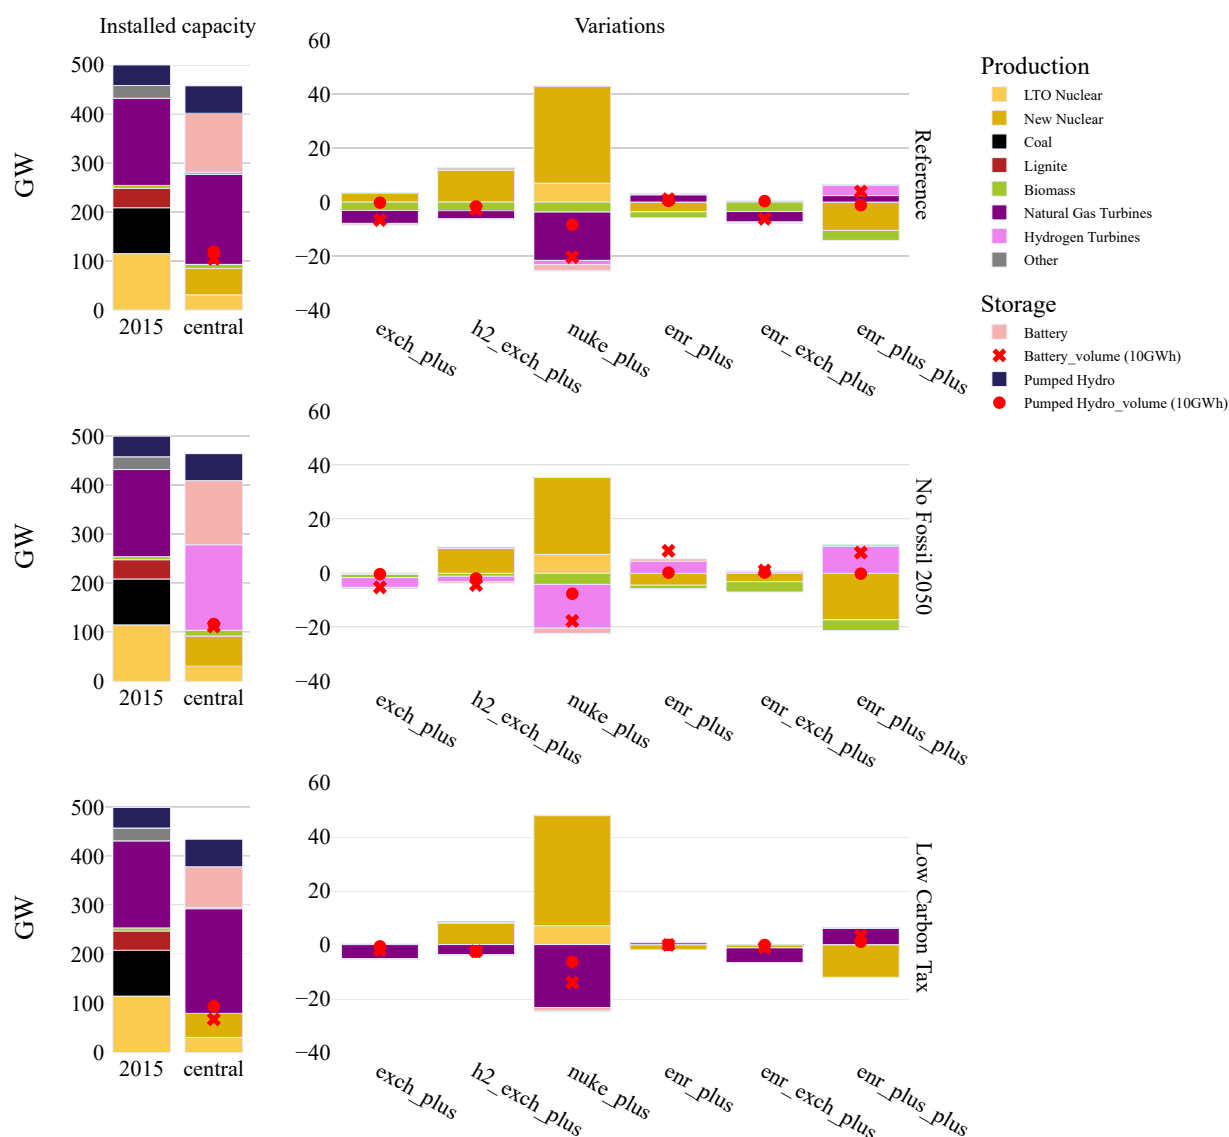 Installed capacity
Variations
GW
500
400
300
200
100
0
2015
central
60
40
20
0
−20
−40
exch_plus
h2_exch_plus
nuke_plus
enr_plus
enr_exch_plus
enr_plus_plus
Reference
Production
LTO Nuclear
New Nuclear
Coal
Lignite
Biomass
Natural Gas Turbines
Hydrogen Turbines
Other
Storage
Battery
Battery_volume (10GWh)
Pumped Hydro
Pumped Hydro_volume (10GWh)
GW
500
400
300
200
100
0
2015
central
60
40
20
0
−20
−40
exch_plus
h2_exch_plus
nuke_plus
enr_plus
enr_exch_plus
enr_plus_plus
No Fossil 2050
GW
500
400
300
200
100
0
2015
central
60
40
20
0
−20
−40
exch_plus
h2_exch_plus
nuke_plus
enr_plus
enr_exch_plus
enr_plus_plus
Low Carbon Tax